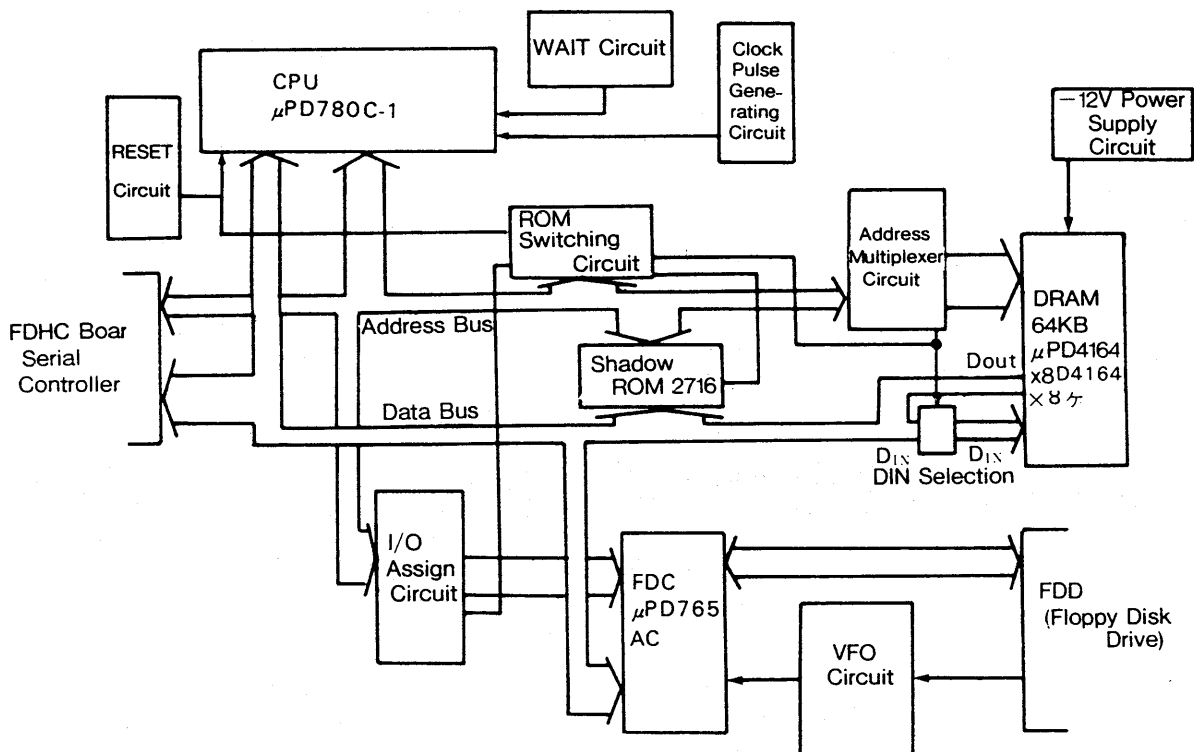 CPU
μPD780C-1
WAIT Circuit
Clock
Pulse
Gene-
rating
Circuit
-12V Power
Supply
Circuit
RESET
Circuit
ROM
Switching
Circuit
Address
Multiplexer
Circuit
DRAM
64KB
μPD4164
x8D4164
×8ケ
FDHC Boar
Serial
Controller
Address Bus
Shadow
ROM 2716
Dout
Data Bus
DIN
DIN
DIN Selection
I/O
Assign
Circuit
FDC
μPD765
AC
VFO
Circuit
FDD
(Floppy Disk
Drive)